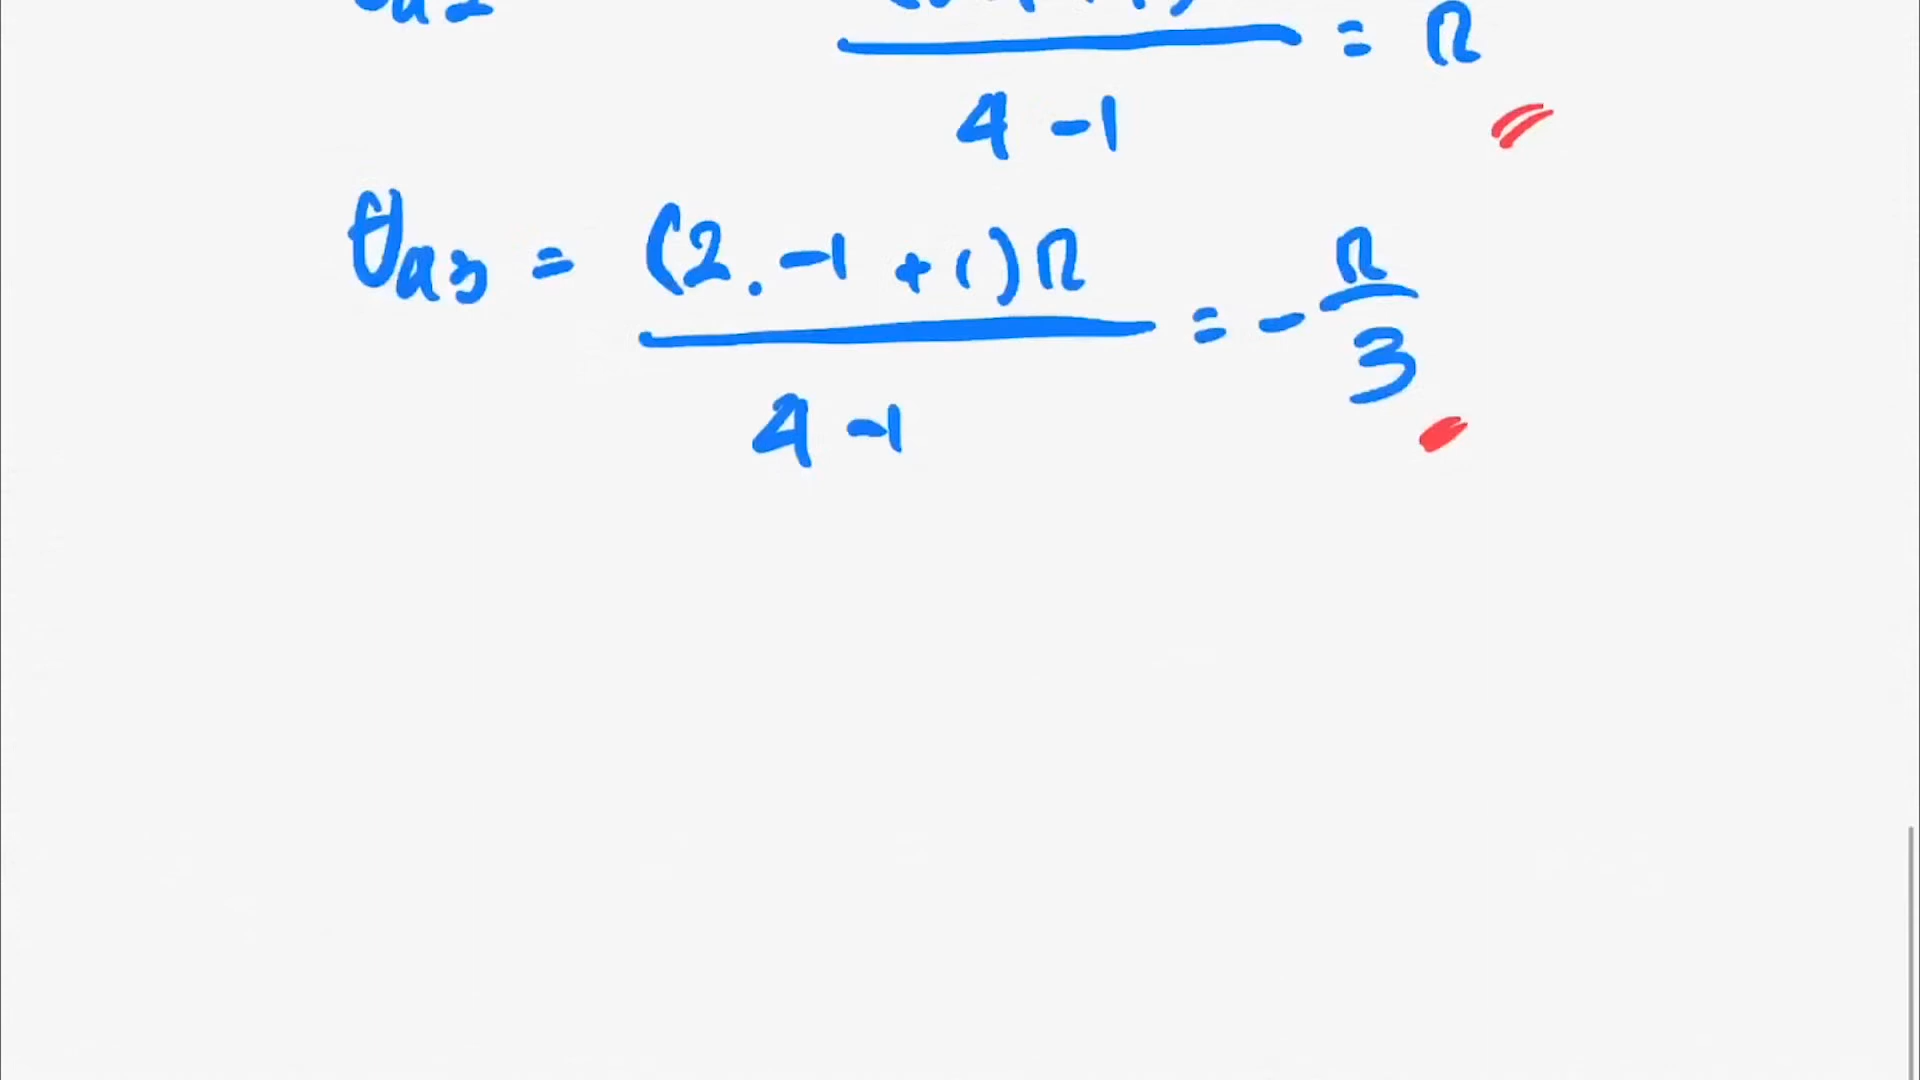 = π
4 - 1
θa3 = (2 . -1 + 1)π = - π
4 - 1 3